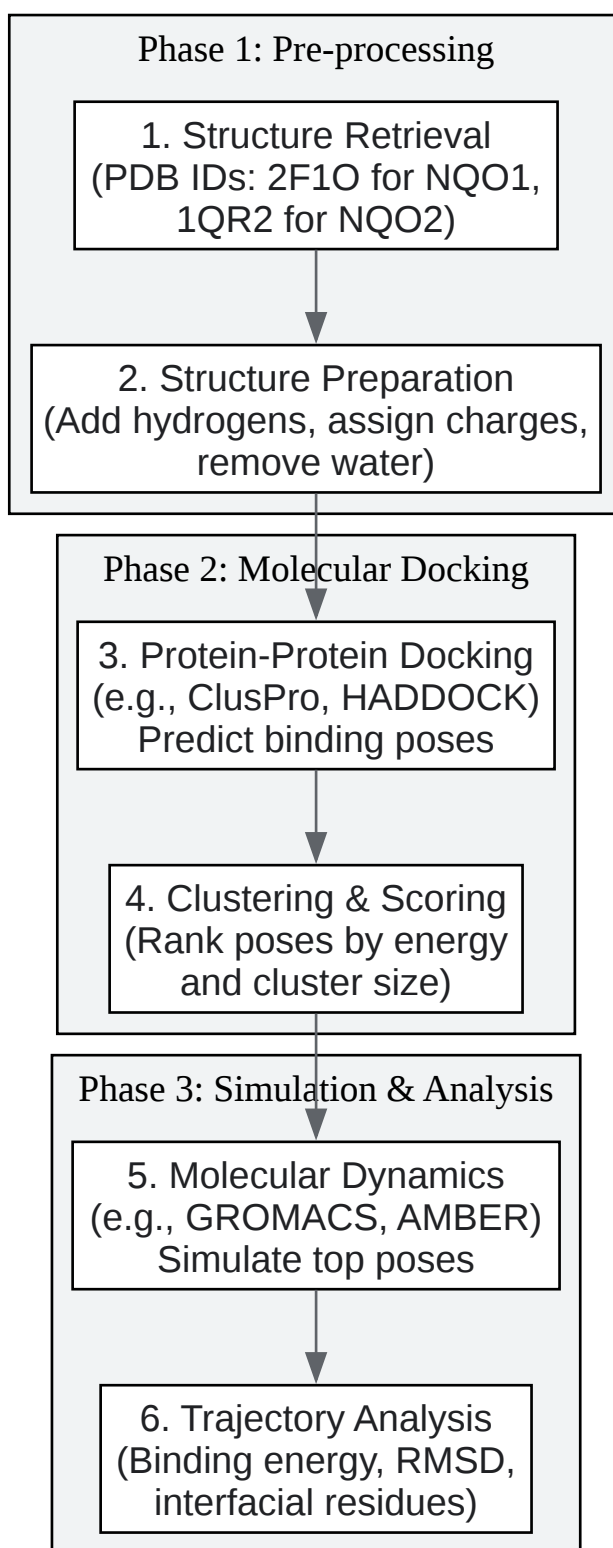 Phase 1: Pre-processing
1. Structure Retrieval
(PDB IDs: 2F1O for NQO1,
1QR2 for NQO2)
2. Structure Preparation
(Add hydrogens, assign charges,
remove water)
Phase 2: Molecular Docking
3. Protein-Protein Docking
(e.g., ClusPro, HADDOCK)
Predict binding poses
4. Clustering & Scoring
(Rank poses by energy
and cluster size)
Phase 3: Simulation & Analysis
5. Molecular Dynamics
(e.g., GROMACS, AMBER)
Simulate top poses
6. Trajectory Analysis
(Binding energy, RMSD,
interfacial residues)